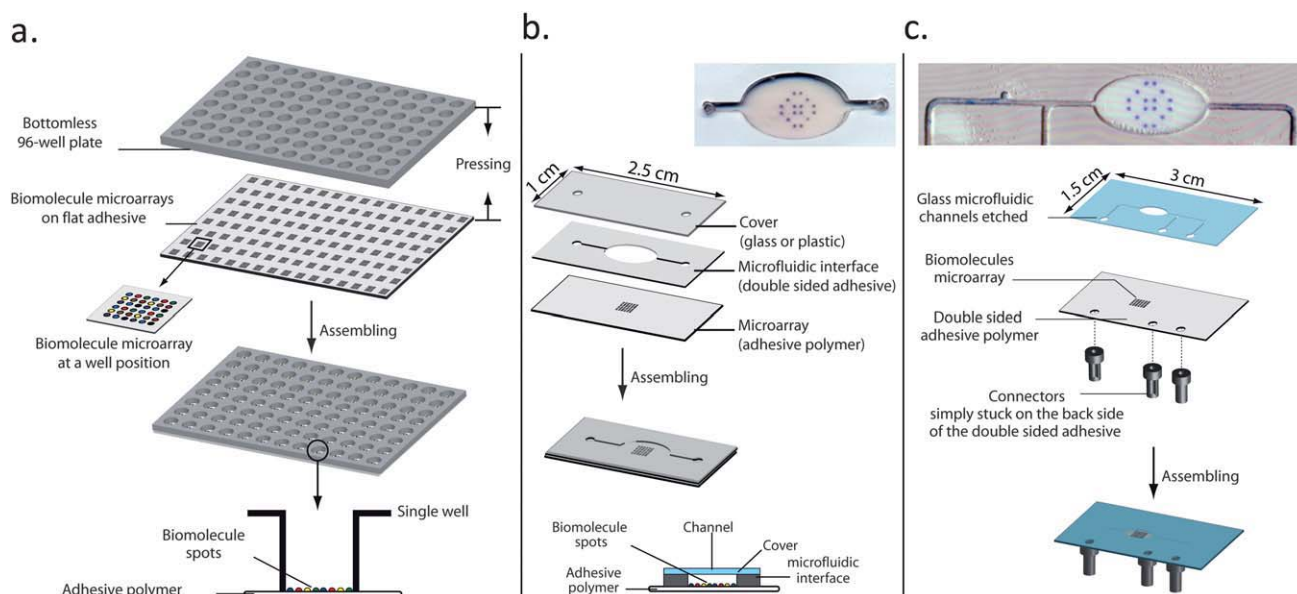 a.
Bottomless
96-well plate
Pressing
Biomolecule microarrays
on flat adhesive
Assembling
Biomolecule microarray
at a well position
Single well
Biomolecule
spots
Adhesive polymer
b.
1 cm
2.5 cm
Cover
(glass or plastic)
Microfluidic interface
(double sided adhesive)
Microarray
(adhesive polymer)
Assembling
Channel
Biomolecule
spots
Cover
microfluidic
interface
Adhesive
polymer
c.
1.5 cm
3 cm
Glass microfluidic
channels etched
Biomolecules
microarray
Double sided
adhesive polymer
Connectors
simply stuck on the back side
of the double sided adhesive
Assembling